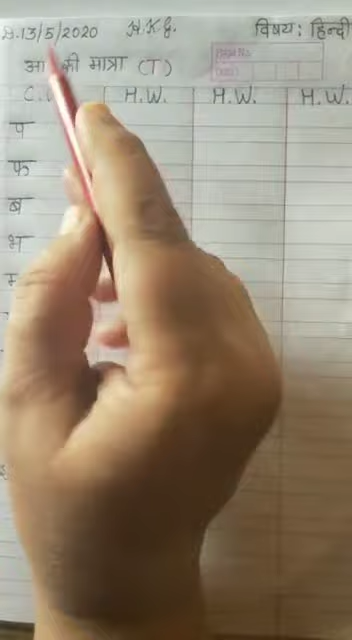 D.13/5/2020 H.K.G. विषय: हिन्दी
आ की मात्रा (T)
C.W H.W. H.W. H.W.
प
फ
ब
भ
म